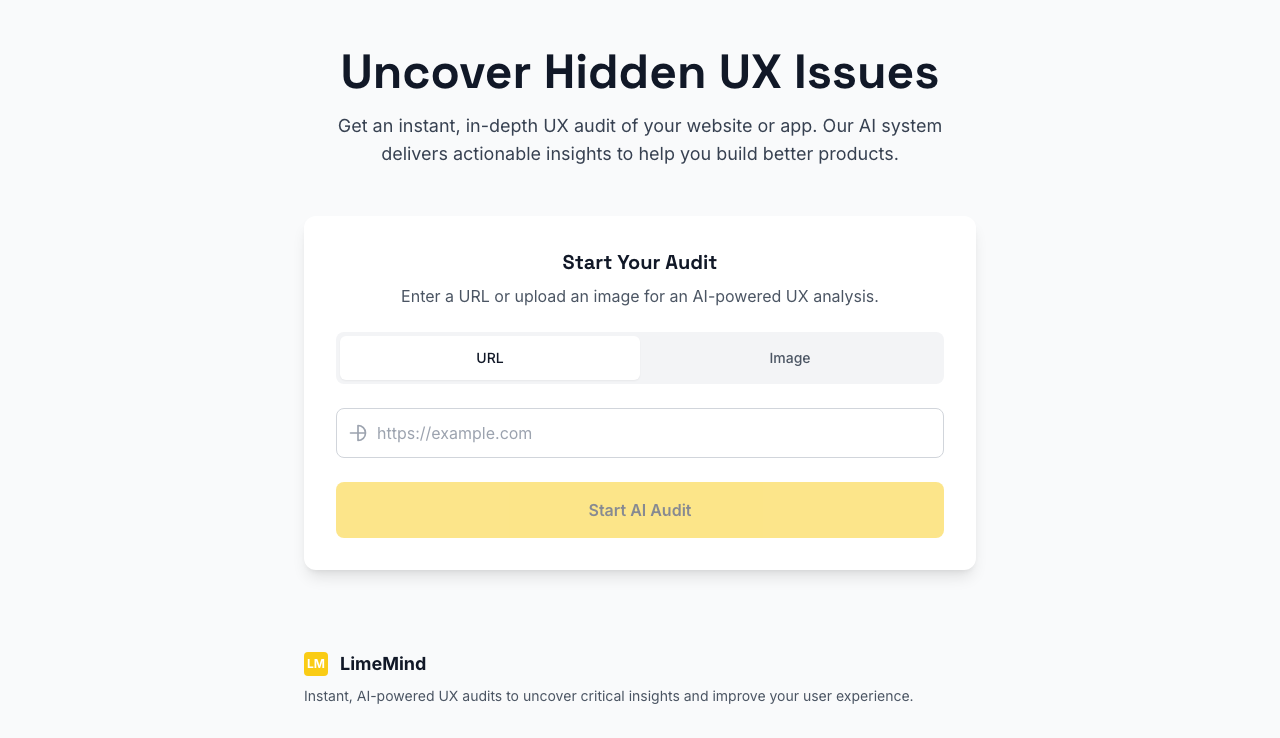 Uncover Hidden UX Issues
Get an instant, in-depth UX audit of your website or app. Our AI system
delivers actionable insights to help you build better products.
Start Your Audit
Enter a URL or upload an image for an AI-powered UX analysis.
URL
Image
https://example.com
Start AI Audit
LM LimeMind
Instant, AI-powered UX audits to uncover critical insights and improve your user experience.